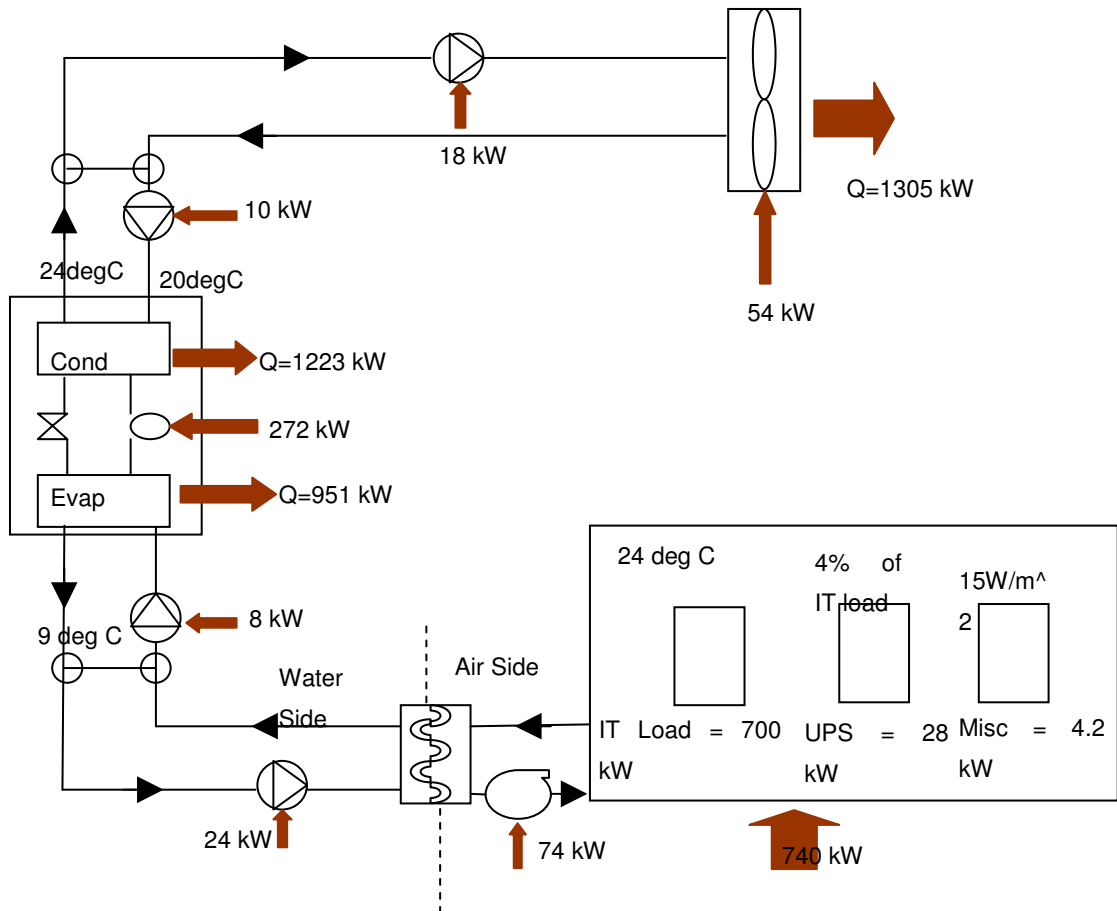 18 kW
Q=1305 kW
10 kW
24degC
20degC
54 kW
Cond
Q=1223 kW
272 kW
Evap
Q=951 kW
24 deg C
4% of
IT load
15W/m^
2
8 kW
9 deg C
Water
Side
Air Side
IT Load = 700
kW
UPS = 28
kW
Misc = 4.2
kW
24 kW
74 kW
740 kW